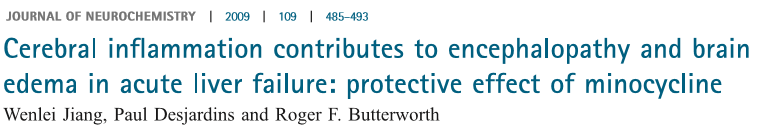 JOURNAL OF NEUROCHEMISTRY | 2009 | 109 | 485–493
Cerebral inflammation contributes to encephalopathy and brain
edema in acute liver failure: protective effect of minocycline
Wenlei Jiang, Paul Desjardins and Roger F. Butterworth